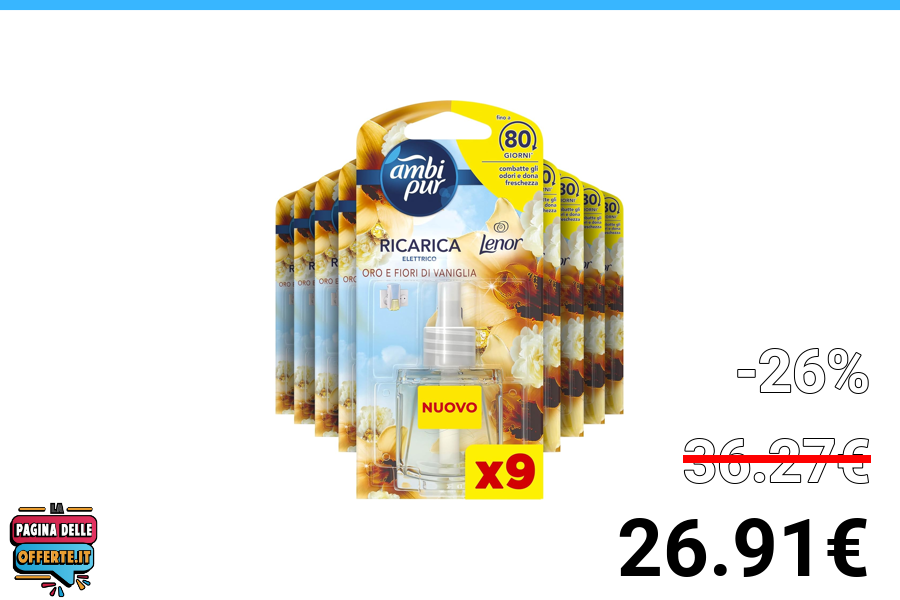 fino a
80
GIORNI*
combatte gli
odori e dona
freschezza
ambi
pur
RICARICA
ELETTRICO
Lenor
ORO E FIORI DI VANIGLIA
NUOVO
x9
-26%
36.27€
26.91€
LA
PAGINA DELLE
OFFERTE.IT